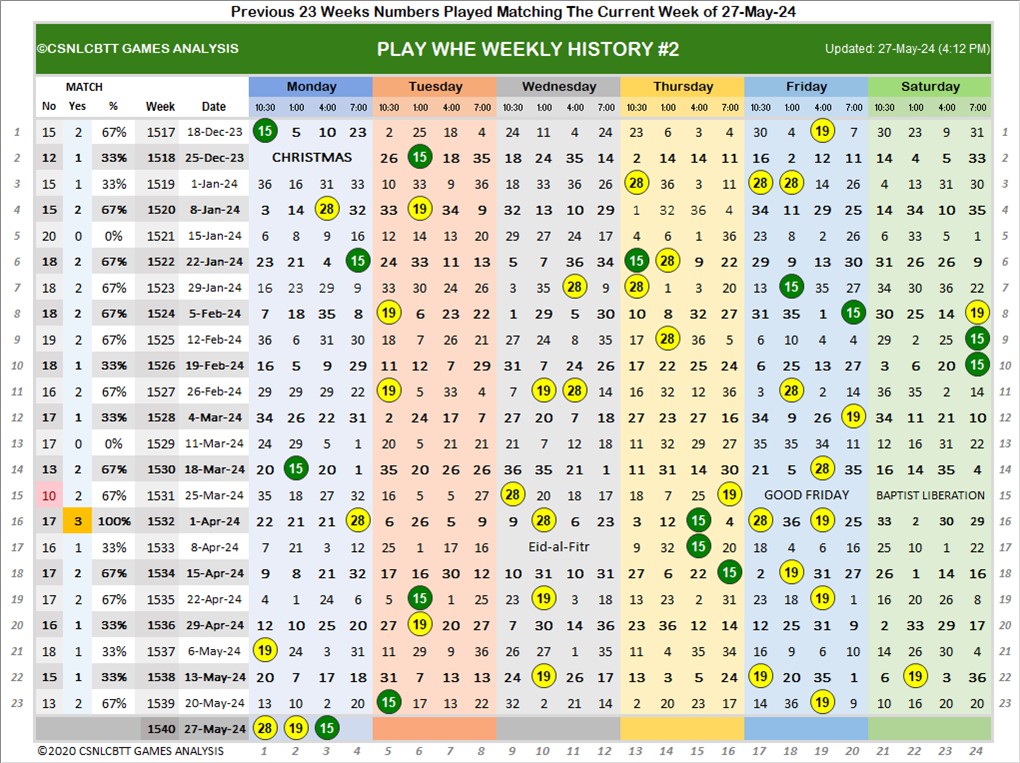 Previous 23 Weeks Numbers Played Matching The Current Week of 27-May-24
©CSNLCBTT GAMES ANALYSIS PLAY WHE WEEKLY HISTORY #2 Updated: 27-May-24 (4:12 PM)
MATCH Monday Tuesday Wednesday Thursday Friday Saturday
No Yes % Week Date 10:30 1:00 4:00 7:00 10:30 1:00 4:00 7:00 10:30 1:00 4:00 7:00 10:30 1:00 4:00 7:00 10:30 1:00 4:00 7:00 10:30 1:00 4:00 7:00
1 15 2 67% 1517 18-Dec-23 15 5 10 23 2 25 18 4 24 11 4 24 23 6 3 4 30 4 19 7 30 23 9 31 1
2 12 1 33% 1518 25-Dec-23 CHRISTMAS 26 15 18 35 18 24 35 14 2 14 14 11 16 2 12 11 14 4 5 33 2
3 15 1 33% 1519 1-Jan-24 36 16 31 33 10 33 9 36 18 33 36 26 28 36 3 11 28 28 14 26 4 13 31 30 3
4 15 2 67% 1520 8-Jan-24 3 14 28 32 33 19 34 9 32 13 10 29 1 32 36 4 34 11 29 25 14 34 10 35 4
5 20 0 0% 1521 15-Jan-24 6 8 9 16 12 14 13 20 29 27 24 17 4 6 1 36 23 8 2 26 6 33 5 1 5
6 18 2 67% 1522 22-Jan-24 23 21 4 15 24 33 11 13 5 7 36 34 15 28 9 22 29 9 13 30 31 26 26 9 6
7 18 2 67% 1523 29-Jan-24 16 23 29 9 33 30 24 26 3 35 28 9 28 1 3 20 13 15 35 27 34 30 36 22 7
8 18 2 67% 1524 5-Feb-24 7 18 35 8 19 6 23 22 1 29 5 30 10 8 32 27 31 35 1 15 30 25 14 19 8
9 19 2 67% 1525 12-Feb-24 36 6 31 30 18 7 26 21 27 24 8 35 17 28 36 5 6 10 4 4 29 2 25 15 9
10 18 1 33% 1526 19-Feb-24 16 5 9 29 11 12 7 29 31 7 24 26 17 22 25 24 6 25 13 27 3 6 20 15 10
11 16 2 67% 1527 26-Feb-24 29 29 29 22 19 5 33 4 7 19 28 11 16 32 12 36 13 28 2 14 36 35 2 14 11
12 17 1 33% 1528 4-Mar-24 34 26 22 31 2 24 17 7 27 20 7 18 27 23 27 16 34 9 26 19 34 11 21 10 12
13 17 0 0% 1529 11-Mar-24 24 29 5 1 20 5 21 21 21 7 12 18 11 32 29 27 35 35 34 11 12 16 31 22 13
14 13 2 67% 1530 18-Mar-24 20 15 20 1 35 20 26 26 36 35 21 1 11 31 14 30 21 5 28 35 16 14 35 4 14
15 10 2 67% 1531 25-Mar-24 35 18 27 32 16 5 5 27 28 20 18 17 18 7 25 19 GOOD FRIDAY BAPTIST LIBERATION 15
16 17 3 100% 1532 1-Apr-24 22 21 21 28 6 26 5 9 9 28 6 23 3 12 15 4 28 36 19 25 33 2 30 29 16
17 16 1 33% 1533 8-Apr-24 7 21 3 12 25 1 17 16 Eid-al-Fitr 9 32 15 20 18 4 6 16 25 10 1 22 17
18 17 2 67% 1534 15-Apr-24 9 8 21 32 17 16 30 12 10 31 10 31 27 6 22 15 2 19 31 27 26 1 14 16 18
19 17 2 67% 1535 22-Apr-24 4 1 24 6 5 15 1 25 23 19 3 18 13 23 2 31 23 18 19 1 16 20 26 8 19
20 16 1 33% 1536 29-Apr-24 12 10 25 20 27 19 20 27 7 30 14 36 23 36 12 14 12 25 31 9 2 33 29 17 20
21 18 1 33% 1537 6-May-24 19 24 3 31 11 29 9 36 26 27 1 35 11 4 35 34 16 9 6 10 14 26 30 4 21
22 15 1 33% 1538 13-May-24 20 7 17 18 31 7 13 13 24 19 26 17 13 3 5 24 19 20 35 1 6 19 3 36 22
23 13 2 67% 1539 20-May-24 13 10 2 20 15 17 13 22 32 2 21 14 2 20 23 17 14 36 19 9 10 16 20 20 23
1540 27-May-24 28 19 15
©2020 CSNLCBTT GAMES ANALYSIS 1 2 3 4 5 6 7 8 9 10 11 12 13 14 15 16 17 18 19 20 21 22 23 24